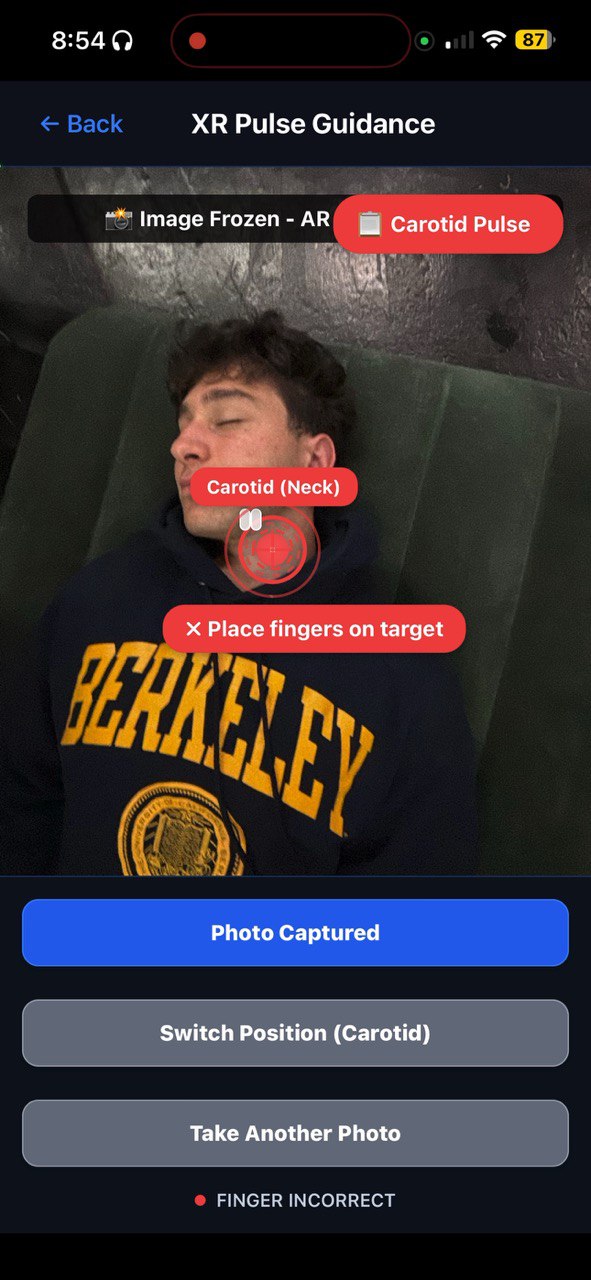 8:54
87
← Back
XR Pulse Guidance
📸 Image Frozen - AR
📋 Carotid Pulse
Carotid (Neck)
✕ Place fingers on target
BERKELEY
Photo Captured
Switch Position (Carotid)
Take Another Photo
FINGER INCORRECT